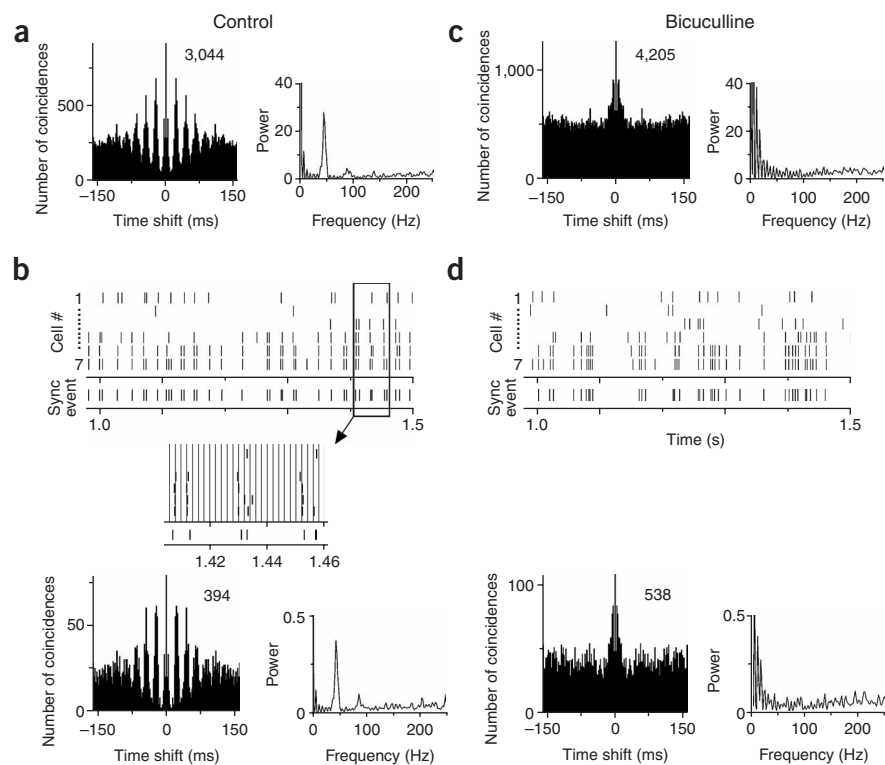 Control
Bicuculline
a
Number of coincidences
500
0
3,044
−150
0
150
Time shift (ms)
Power
40
20
0
0
100
200
Frequency (Hz)
c
Number of coincidences
1,000
0
4,205
−150
0
150
Time shift (ms)
Power
40
20
0
0
100
200
Frequency (Hz)
b
1
Cell #
7
Sync
event
1.0
1.5
1.42
1.44
1.46
Number of coincidences
50
0
394
−150
0
150
Time shift (ms)
Power
0.5
0
0
100
200
Frequency (Hz)
d
1
Cell #
7
Sync
event
1.0
1.5
Time (s)
Number of coincidences
100
0
538
−150
0
150
Time shift (ms)
Power
0.5
0
0
100
200
Frequency (Hz)